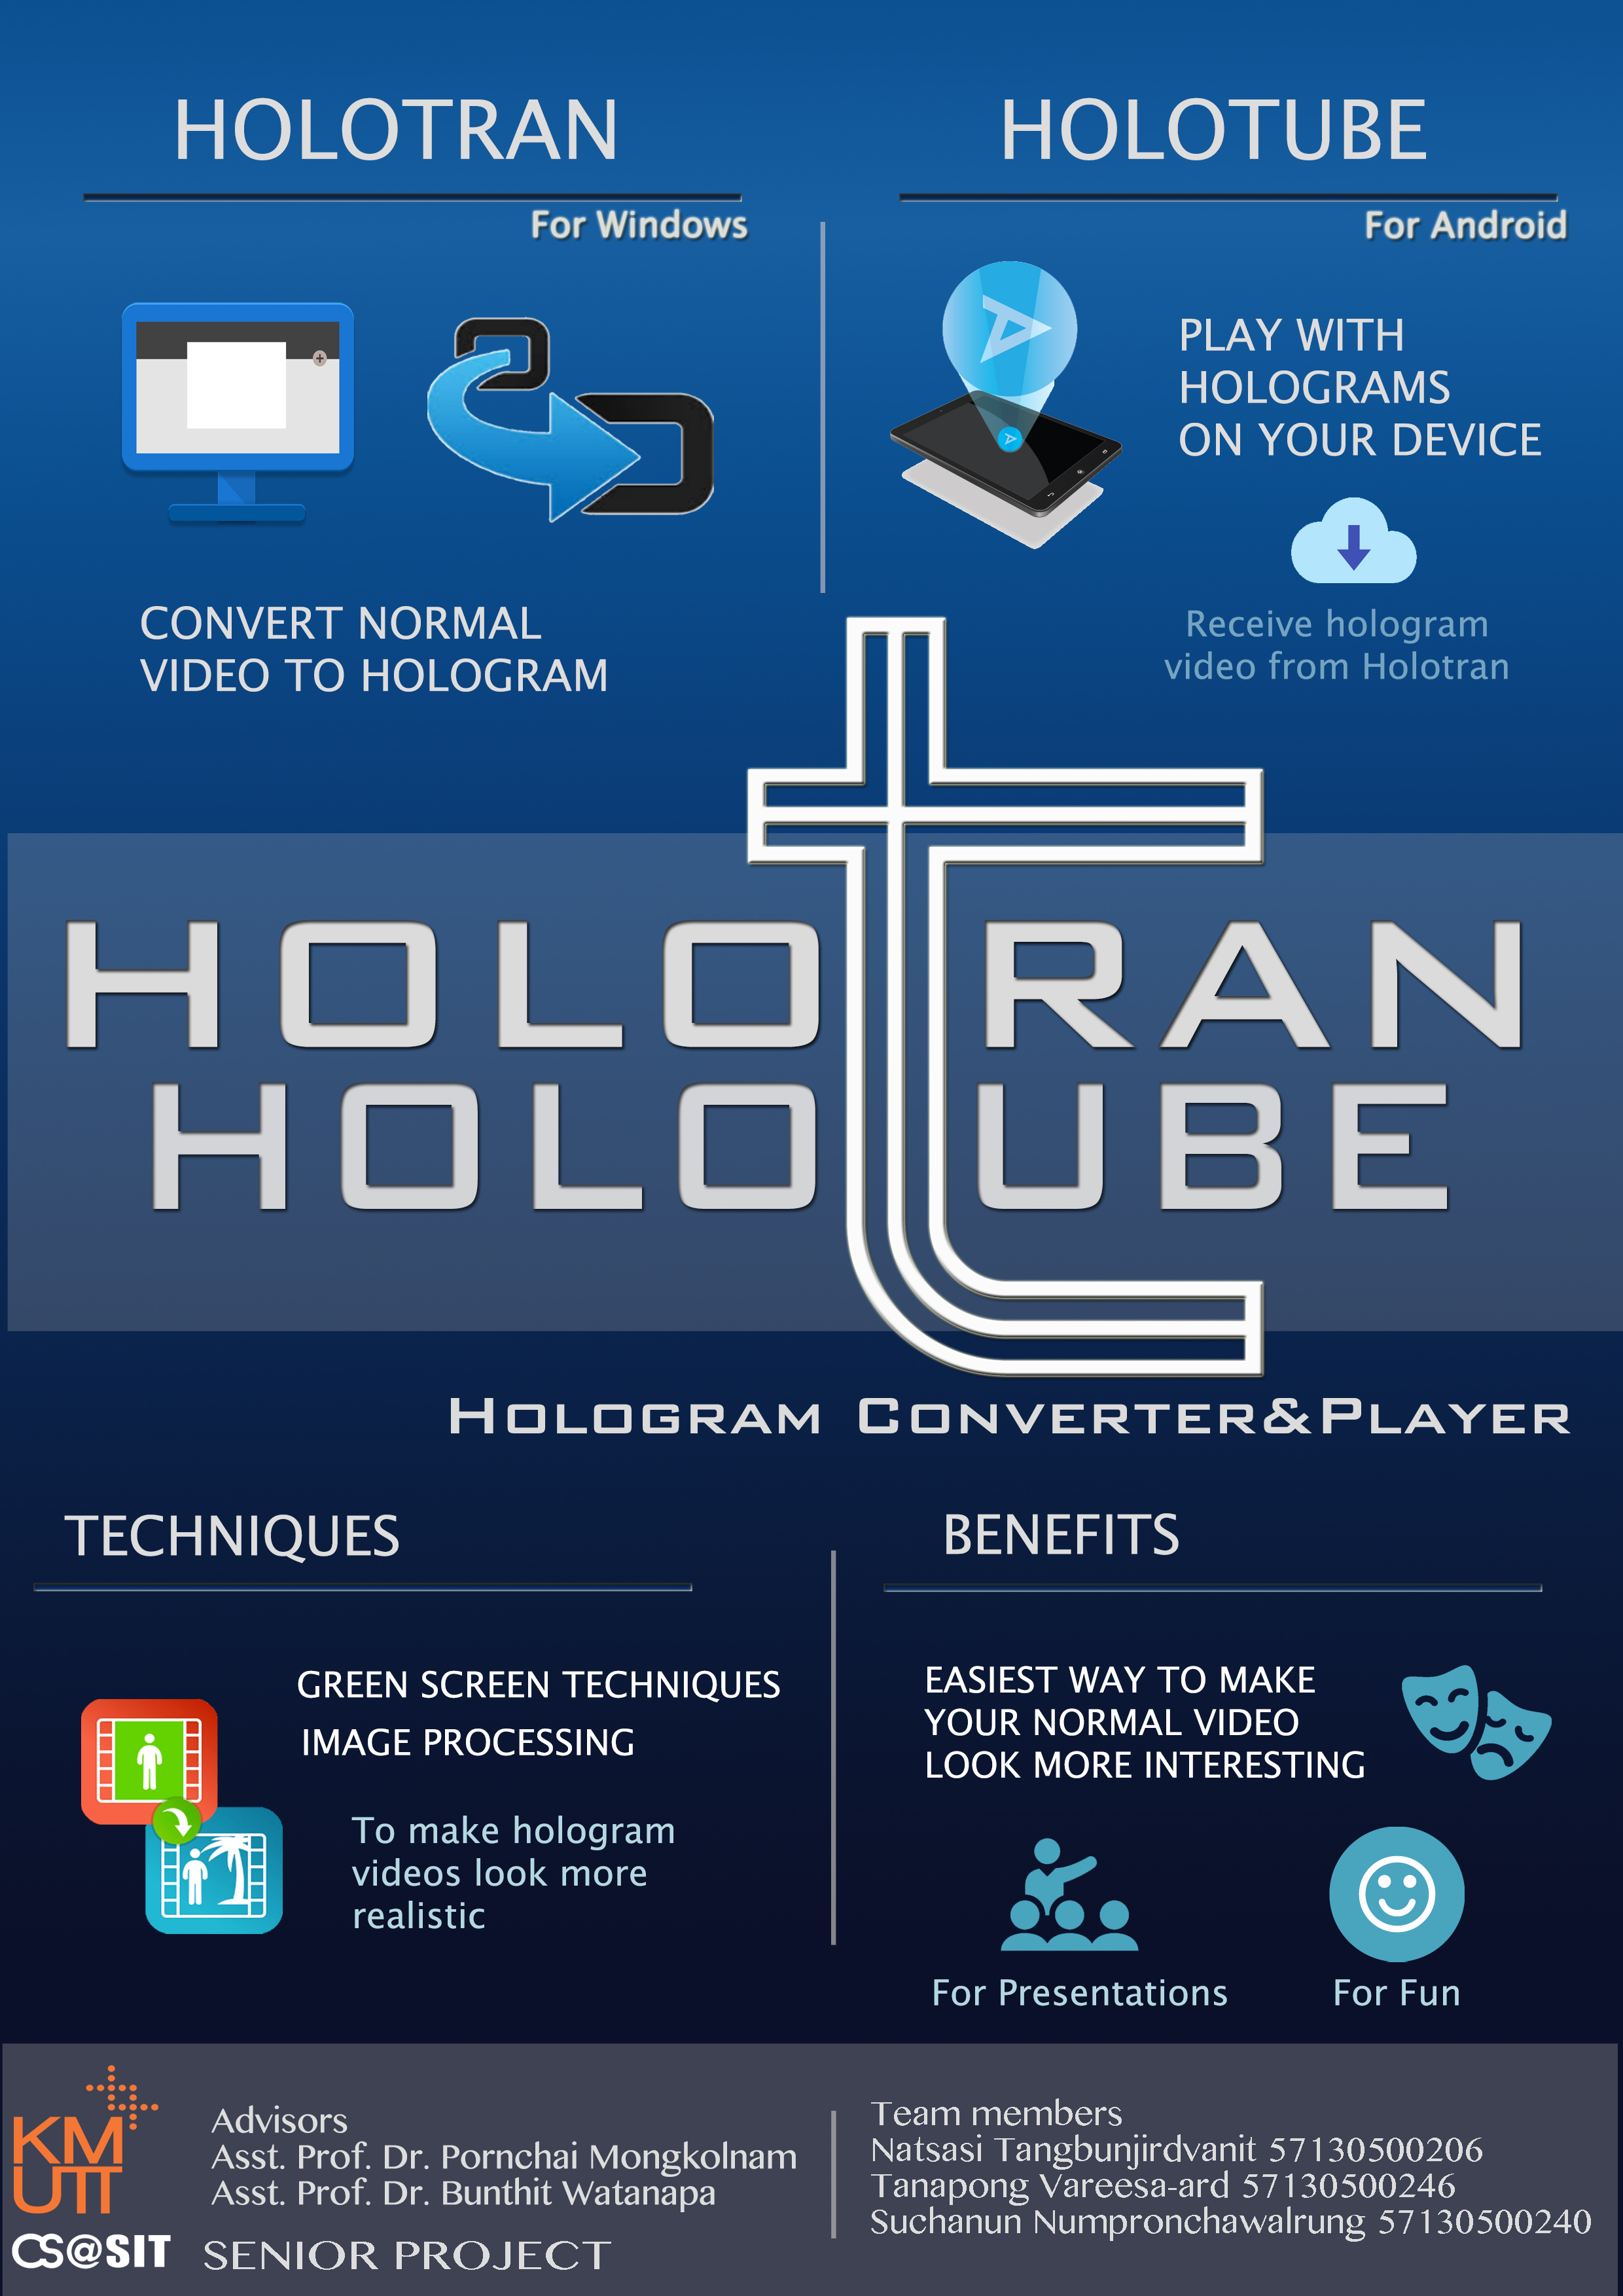 HOLOTRAN
For Windows
CONVERT NORMAL
VIDEO TO HOLOGRAM
HOLOTUBE
For Android
PLAY WITH
HOLOGRAMS
ON YOUR DEVICE
Receive hologram
video from Holotran
HOLOtRAN
HOLOtUBE
HOLOGRAM CONVERTER&PLAYER
TECHNIQUES
GREEN SCREEN TECHNIQUES
IMAGE PROCESSING
To make hologram
videos look more
realistic
BENEFITS
EASIEST WAY TO MAKE
YOUR NORMAL VIDEO
LOOK MORE INTERESTING
For Presentations
For Fun
KM
UTT
CS@SIT
Advisors
Asst. Prof. Dr. Pornchai Mongkolnam
Asst. Prof. Dr. Bunthit Watanapa
SENIOR PROJECT
Team members
Natsasi Tangbunjirdvanit 57130500206
Tanapong Vareesa-ard 57130500246
Suchanun Numpronchawalrung 57130500240